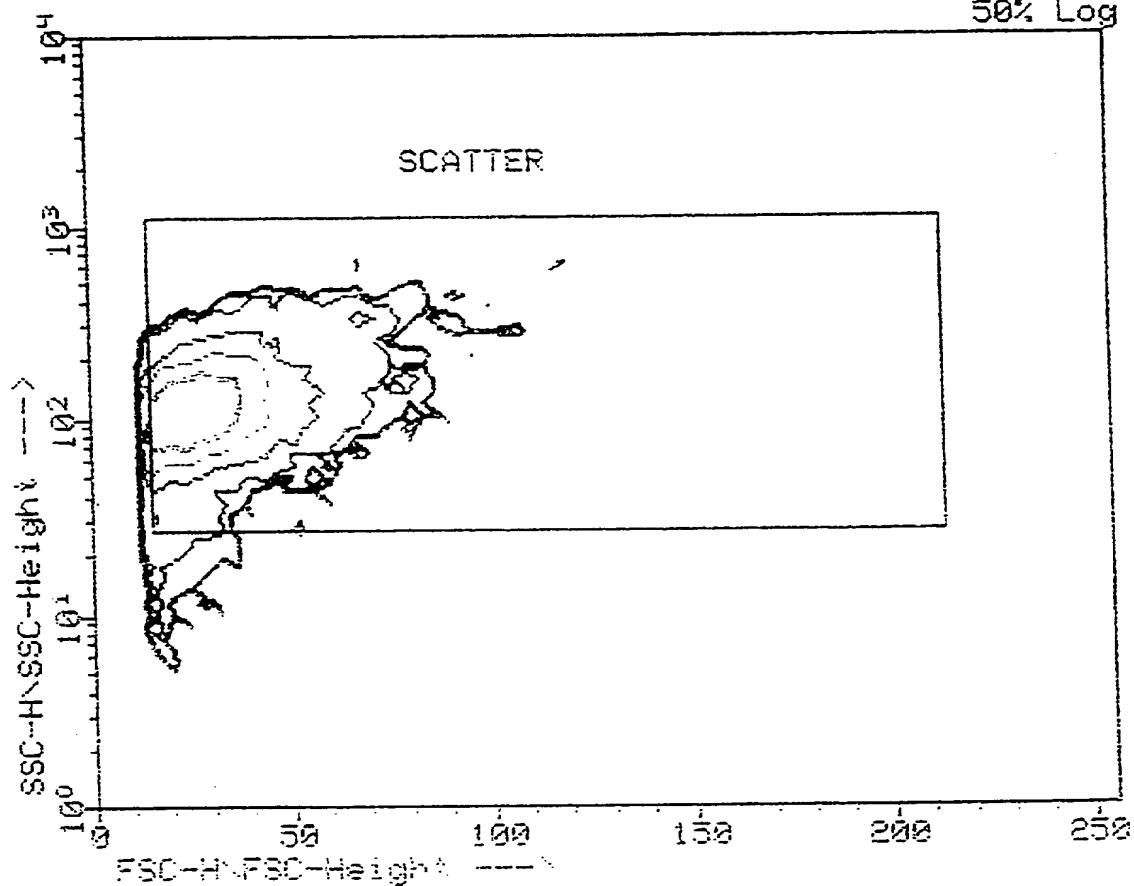 50% Log
10⁴
SCATTER
10³
10²
10¹
10⁰
SSC-H\SSC-Height --->
0 50 100 150 200 250
FSC-H\FSC-Height --->